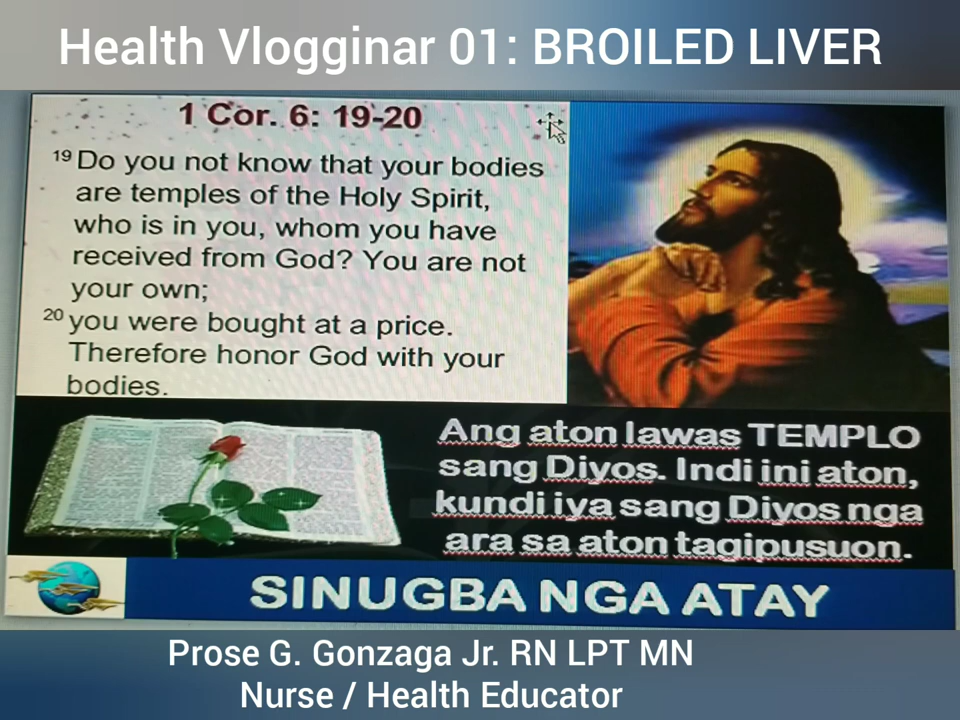 Health Vlogginar 01: BROILED LIVER
1 Cor. 6: 19-20
19 Do you not know that your bodies
are temples of the Holy Spirit,
who is in you, whom you have
received from God? You are not
your own;
20 you were bought at a price.
Therefore honor God with your
bodies.
Ang aton lawas TEMPLO
sang Diyos. Indi ini aton,
kundi iya sang Diyos nga
ara sa aton tagipusuon.
SINUGBA NGA ATAY
Prose G. Gonzaga Jr. RN LPT MN
Nurse / Health Educator